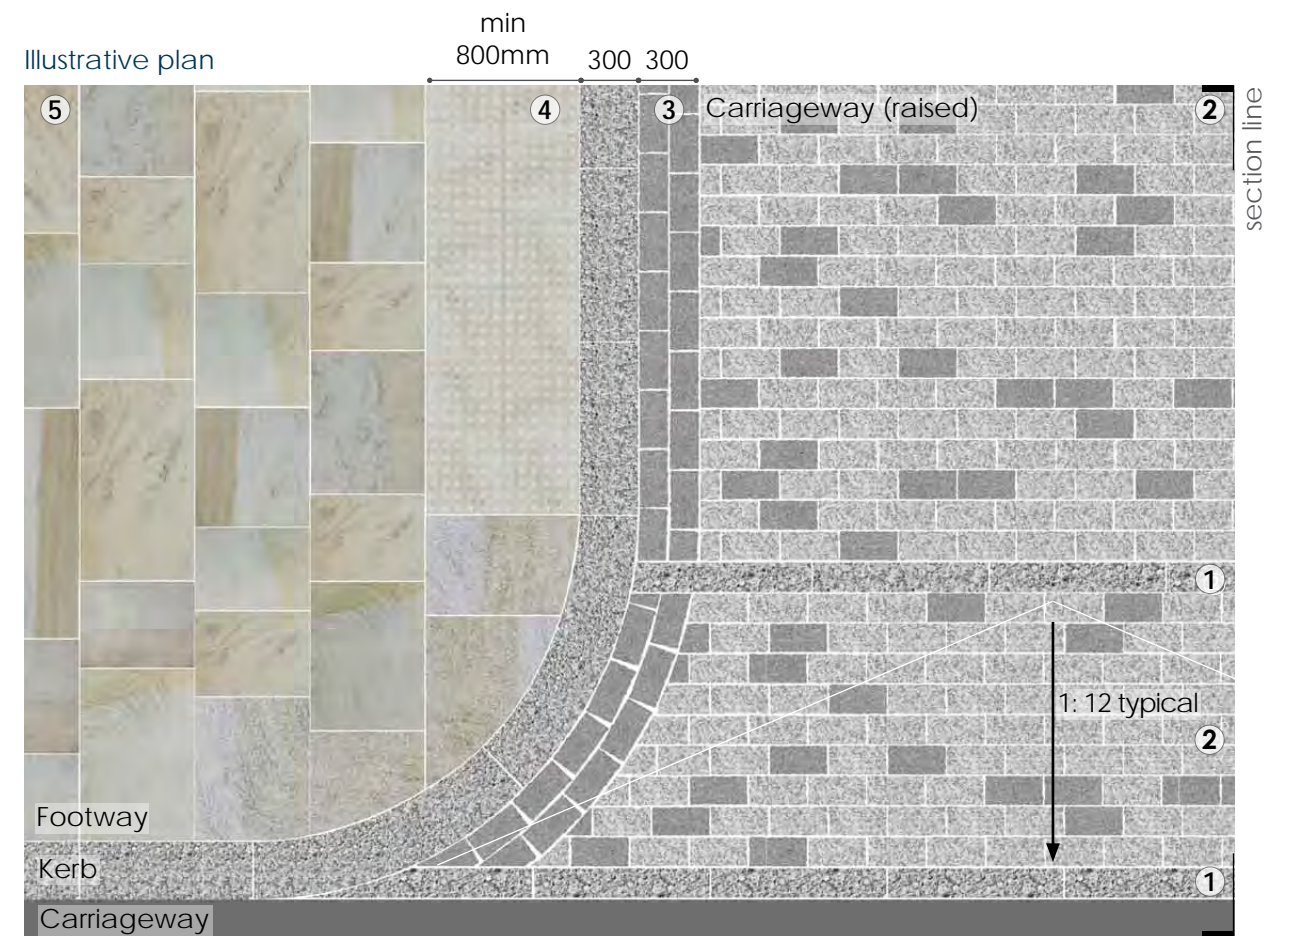 min
Illustrative plan
800mm
300
300
5
4
3
Carriageway (raised)
2
section line
1
1: 12 typical
2
Footway
Kerb
1
Carriageway